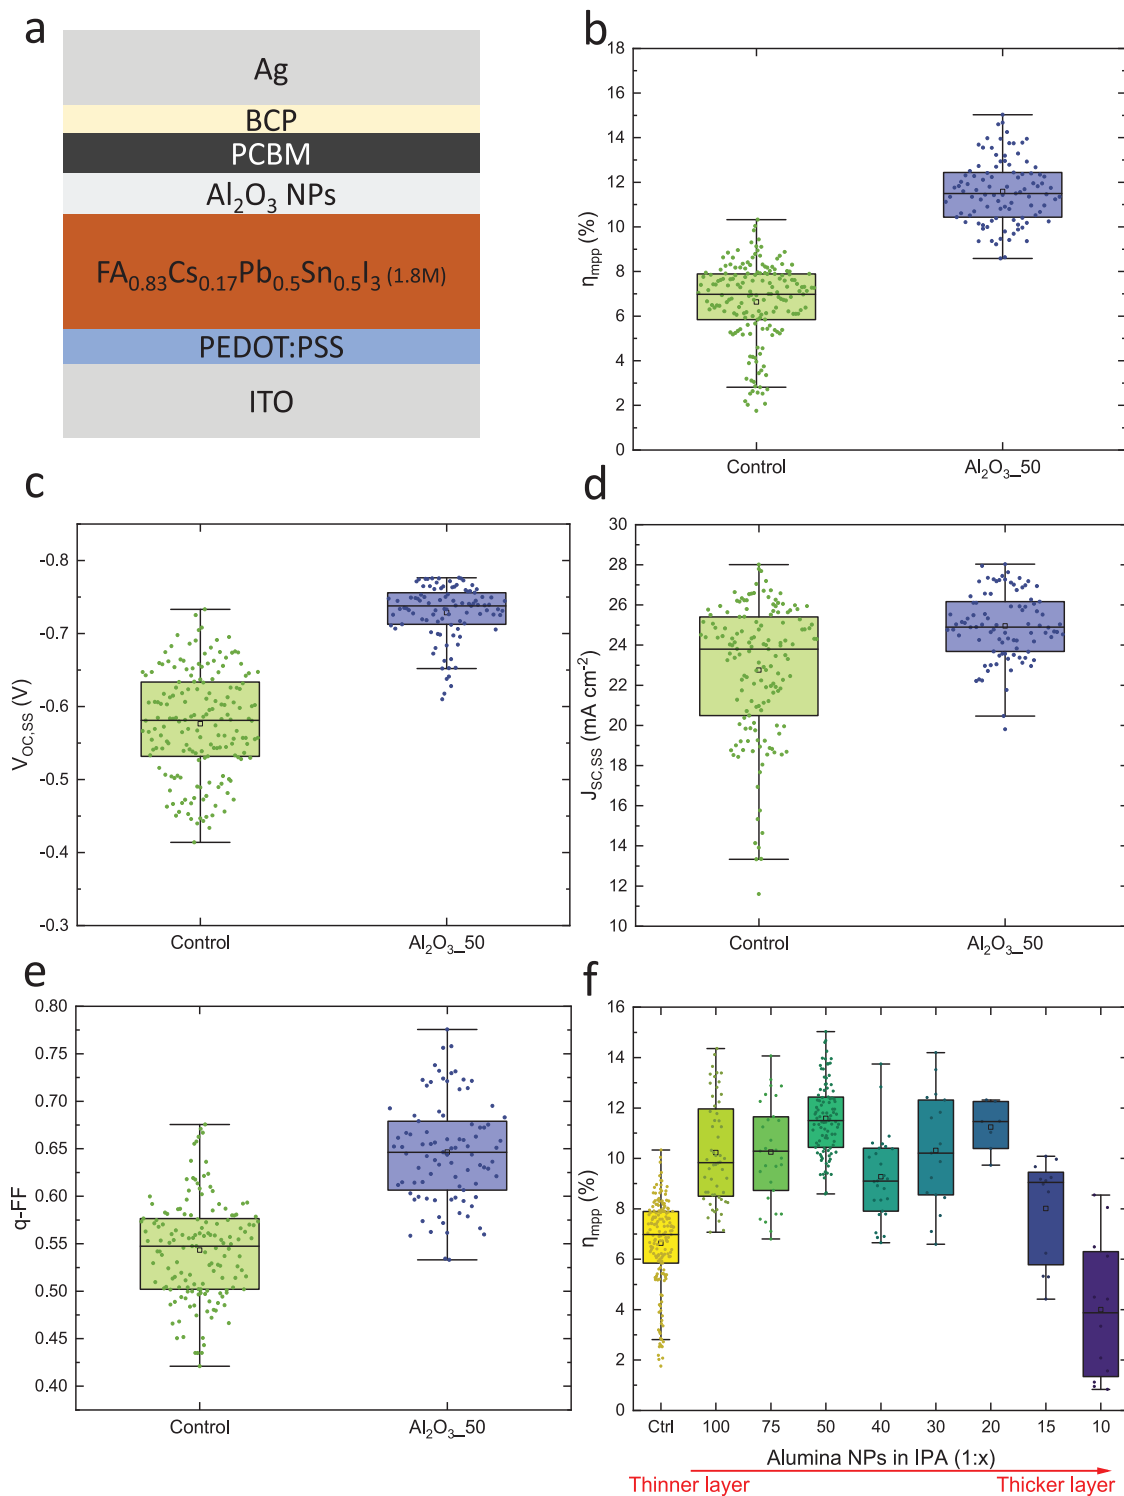 a
Ag
BCP
PCBM
Al₂O₃ NPs
FA₀.₈₃Cs₀.₁₇Pb₀.₅Sn₀.₅I₃ (1.8M)
PEDOT:PSS
ITO
b
18
16
14
12
10
8
6
4
2
0
ηmpp (%)
Control
Al₂O₃_50
c
-0.8
-0.7
-0.6
-0.5
-0.4
-0.3
VOC,SS (V)
Control
Al₂O₃_50
d
30
28
26
24
22
20
18
16
14
12
10
JSC,SS (mA cm⁻²)
Control
Al₂O₃_50
e
0.80
0.75
0.70
0.65
0.60
0.55
0.50
0.45
0.40
q-FF
Control
Al₂O₃_50
f
16
14
12
10
8
6
4
2
0
ηmpp (%)
Ctrl 100 75 50 40 30 20 15 10
Alumina NPs in IPA (1:x)
Thinner layer
Thicker layer